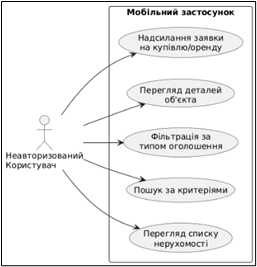 Мобільний застосунок
Надсилання заявки
на купівлю/оренду
Перегляд деталей
об'єкта
Фільтрація за
типом оголошення
Пошук за критеріями
Перегляд списку
нерухомості
Неавторизований
Користувач